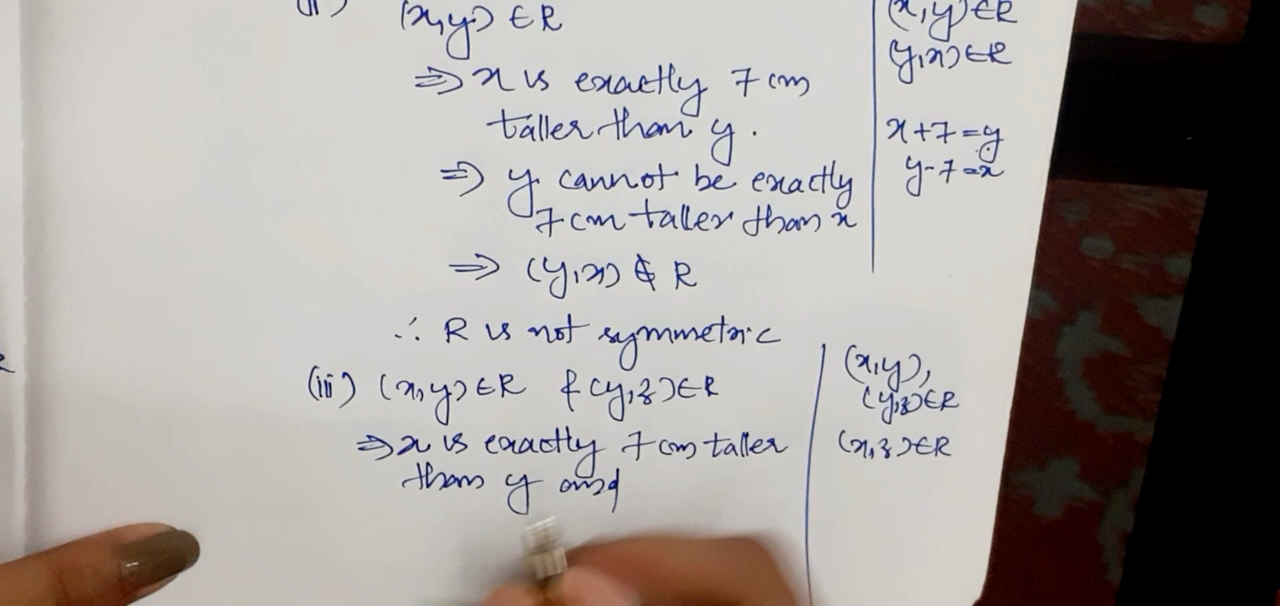 (x,y) ∈ R
⇒ x is exactly 7 cm
taller than y.
⇒ y cannot be exactly
7 cm taller than x
⇒ (y,x) ∉ R
∴ R is not symmetric
(iii) (x,y) ∈ R & (y,z) ∈ R
⇒ x is exactly 7 cm taller
than y and
(x,y) ∈ R
(y,x) ∈ R
x+7=y
y-7=x
(x,y),
(y,z) ∈ R
(x,z) ∈ R